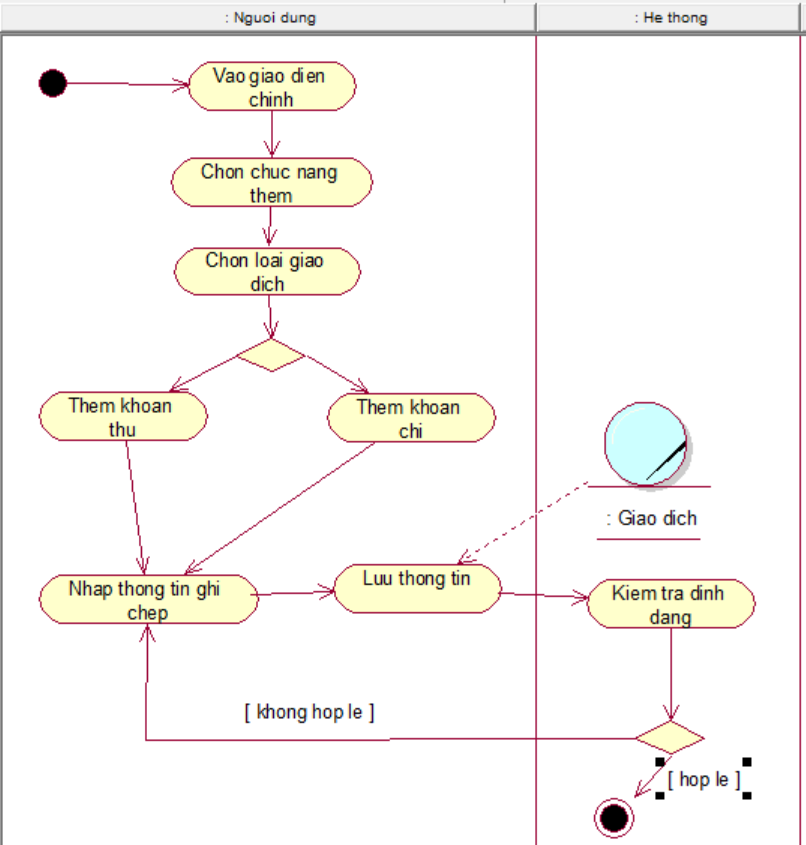 : Nguoi dung
: He thong
Vao giao dien
chinh
Chon chuc nang
them
Chon loai giao
dich
Them khoan
thu
Them khoan
chi
: Giao dich
Nhap thong tin ghi
chep
Luu thong tin
Kiem tra dinh
dang
[ khong hop le ]
[ hop le ]